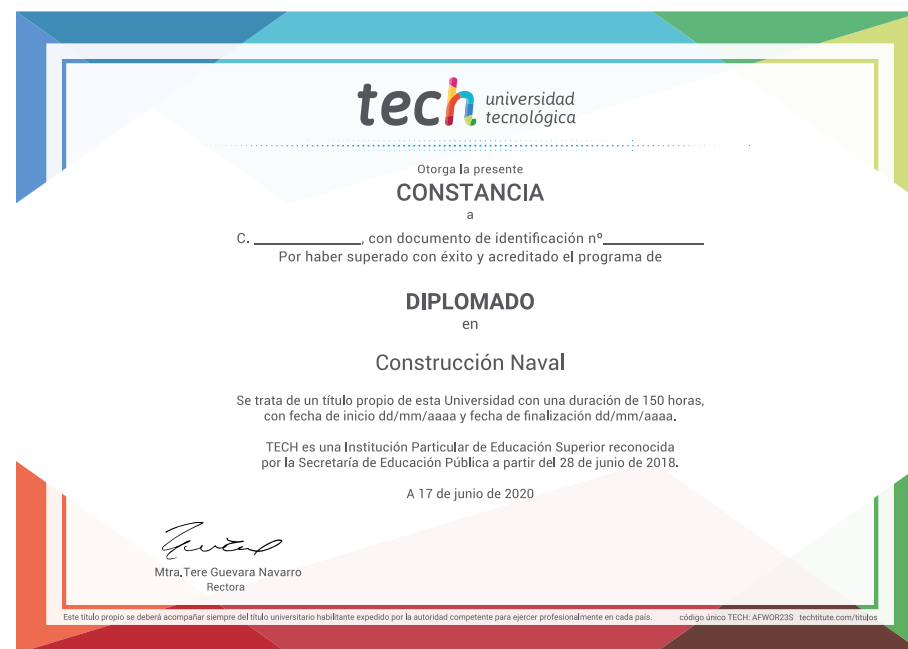 tech universidad
tecnológica
Otorga la presente
CONSTANCIA
a
C. ____________, con documento de identificación nº____________
Por haber superado con éxito y acreditado el programa de
DIPLOMADO
en
Construcción Naval
Se trata de un título propio de esta Universidad con una duración de 150 horas,
con fecha de inicio dd/mm/aaaa y fecha de finalización dd/mm/aaaa.
TECH es una Institución Particular de Educación Superior reconocida
por la Secretaría de Educación Pública a partir del 28 de junio de 2018.
A 17 de junio de 2020
Mtra.Tere Guevara Navarro
Rectora
Este título propio se deberá acompañar siempre del título universitario habilitante expedido por la autoridad competente para ejercer profesionalmente en cada país. código único TECH: AFWOR23S techtitute.com/titulos